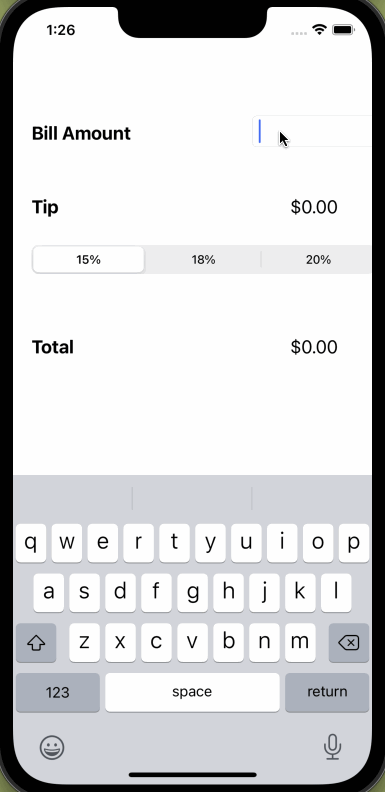 1:26
Bill Amount
Tip $0.00
15% 18% 20%
Total $0.00
q w e r t y u i o p
a s d f g h j k l
z x c v b n m
123 space return